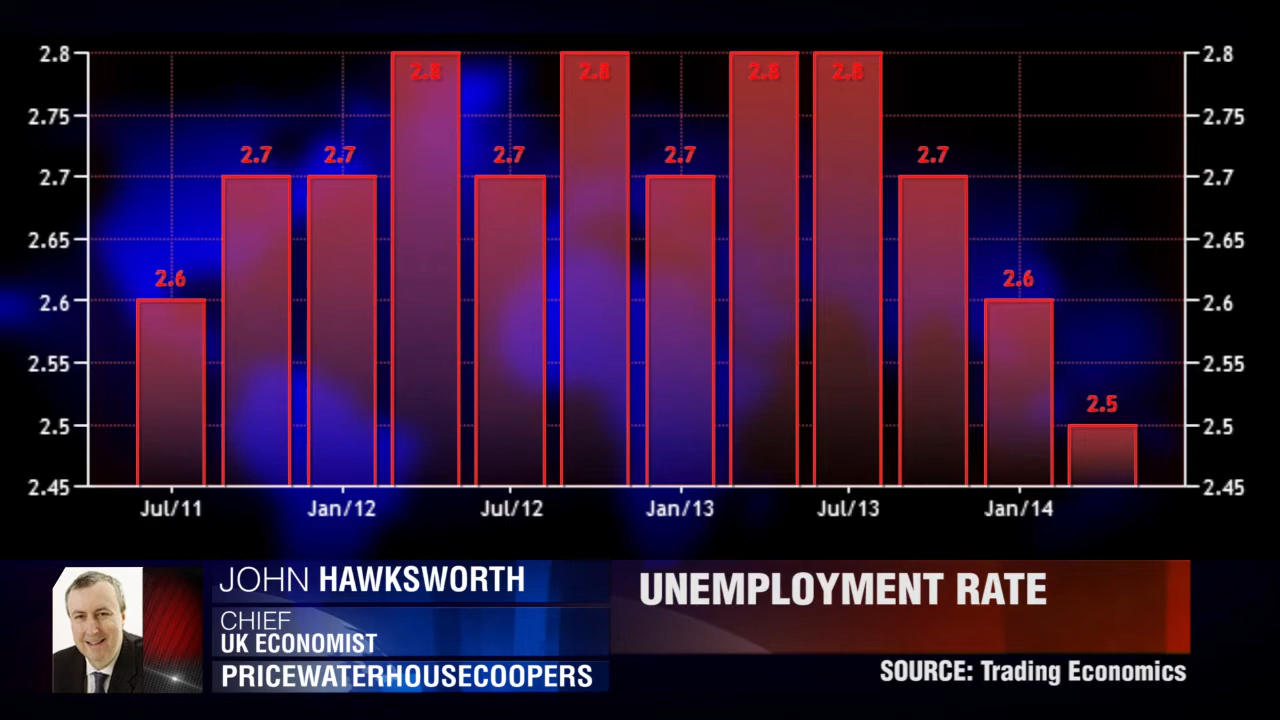 2.8 2.8 2.8 2.8 2.8 2.8
2.75 2.75
2.7 2.7 2.7 2.7 2.7
2.7 2.7
2.65 2.65
2.6 2.6
2.6 2.6
2.55 2.55
2.5
2.5 2.5
2.45 2.45
Jul/11 Jan/12 Jul/12 Jan/13 Jul/13 Jan/14
JOHN HAWKSWORTH
CHIEF
UK ECONOMIST
PRICEWATERHOUSECOOPERS
UNEMPLOYMENT RATE
SOURCE: Trading Economics